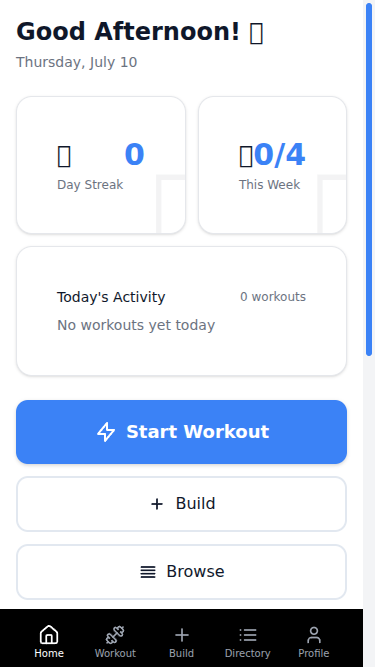 Good Afternoon!
Thursday, July 10
0
Day Streak
0/4
This Week
Today's Activity
0 workouts
No workouts yet today
Start Workout
Build
Browse
Home
Workout
Build
Directory
Profile